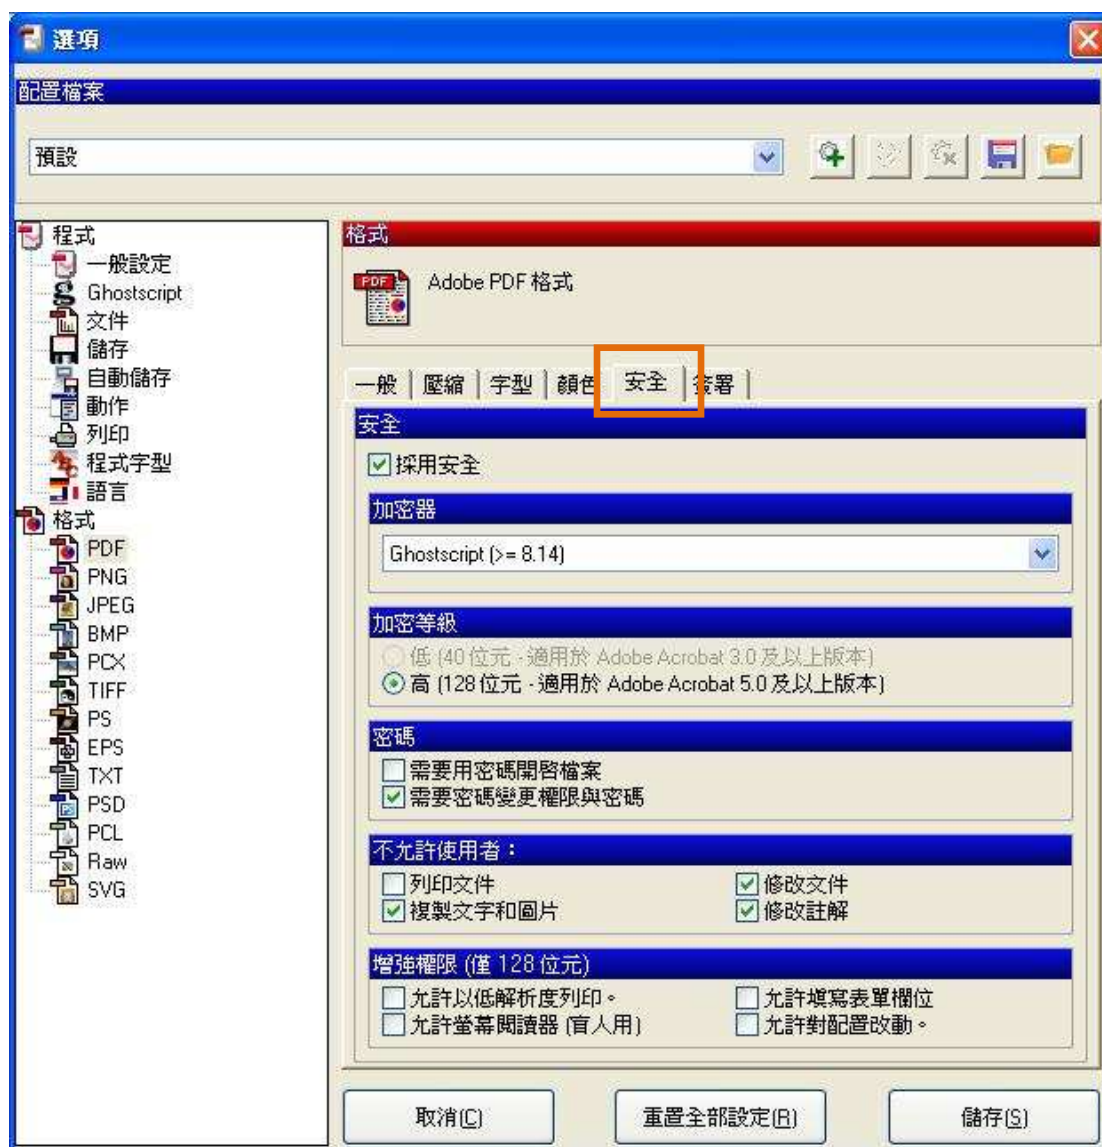 選項
配置檔案
預設
程式
一般設定
Ghostscript
文件
儲存
自動儲存
動作
列印
程式字型
語言
格式
PDF
PNG
JPEG
BMP
PCX
TIFF
PS
EPS
TXT
PSD
PCL
Raw
SVG
格式
PDF
Adobe PDF 格式
一般 壓縮 字型 顏色 安全 簽署
安全
採用安全
加密器
Ghostscript (>= 8.14)
加密等級
低 (40 位元 - 適用於 Adobe Acrobat 3.0 及以上版本)
高 (128 位元 - 適用於 Adobe Acrobat 5.0 及以上版本)
密碼
需要用密碼開啓檔案
需要密碼變更權限與密碼
不允許使用者：
列印文件 修改文件
複製文字和圖片 修改註解
增強權限 (僅 128 位元)
允許以低解析度列印。 允許填寫表單欄位
允許螢幕閱讀器 (盲人用) 允許對配置改動。
取消(C) 重置全部設定(R) 儲存(S)